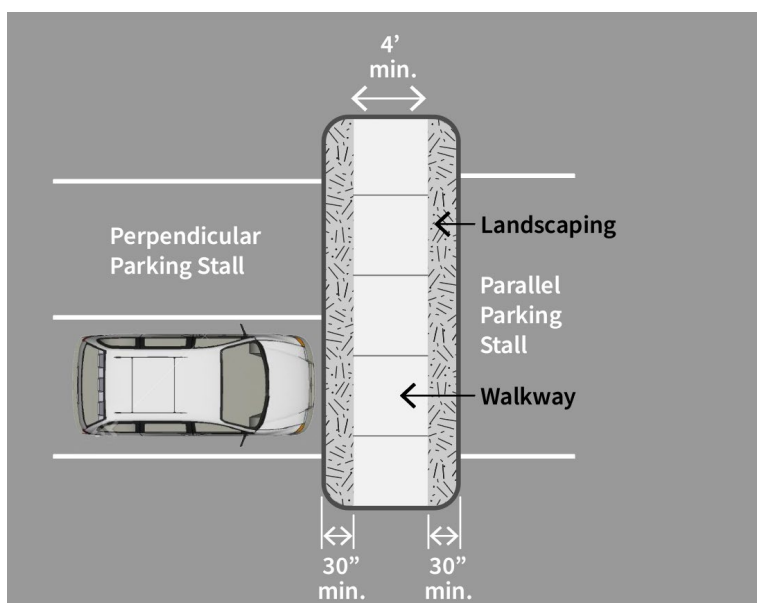 4’
min.
Landscaping
Perpendicular
Parking Stall
Parallel
Parking
Stall
Walkway
30”
min.
30”
min.